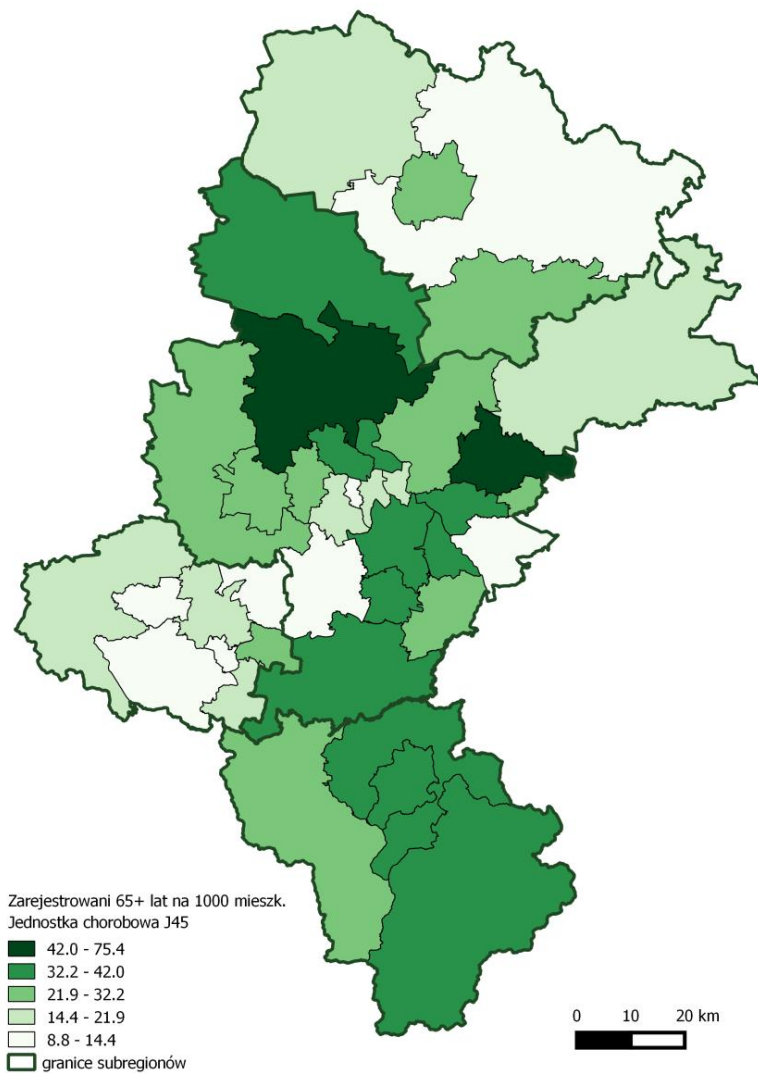 Zarejestrowani 65+ lat na 1000 mieszk.
Jednostka chorobowa J45
42.0 - 75.4
32.2 - 42.0
21.9 - 32.2
14.4 - 21.9
8.8 - 14.4
granice subregionów
0 10 20 km